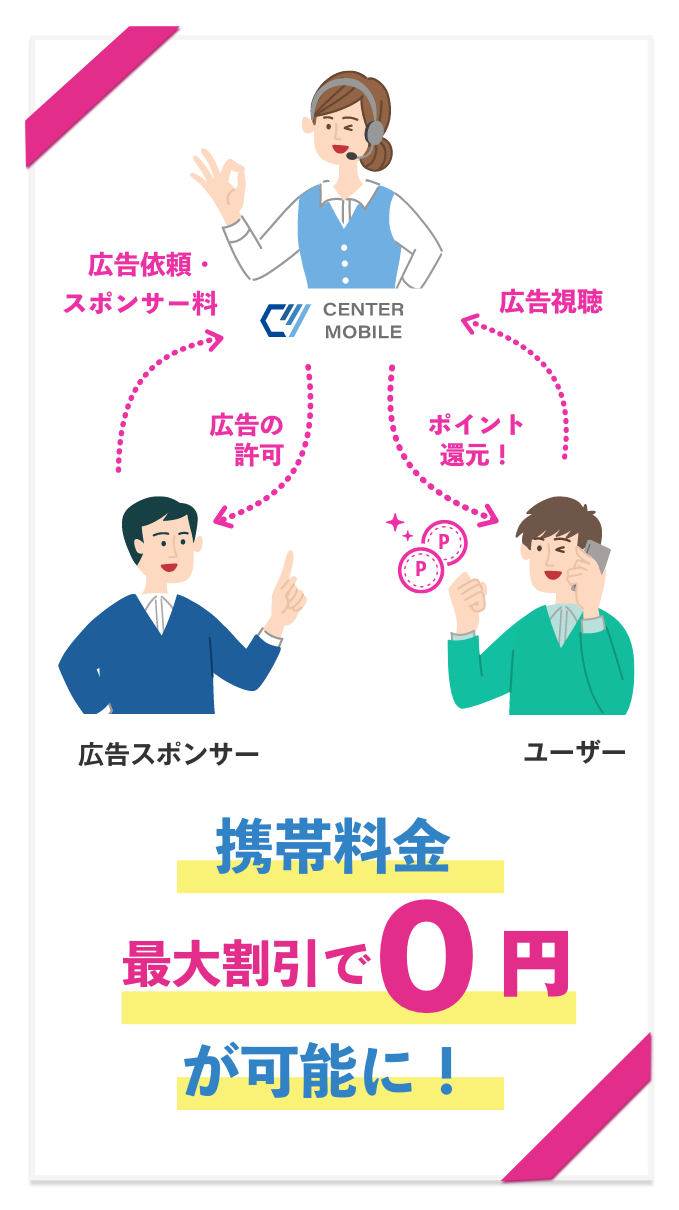 広告依頼・
スポンサー料
CENTER
MOBILE
広告視聴
広告の
許可
ポイント
還元！
P
P
広告スポンサー
ユーザー
携帯料金
最大割引で0円
が可能に！